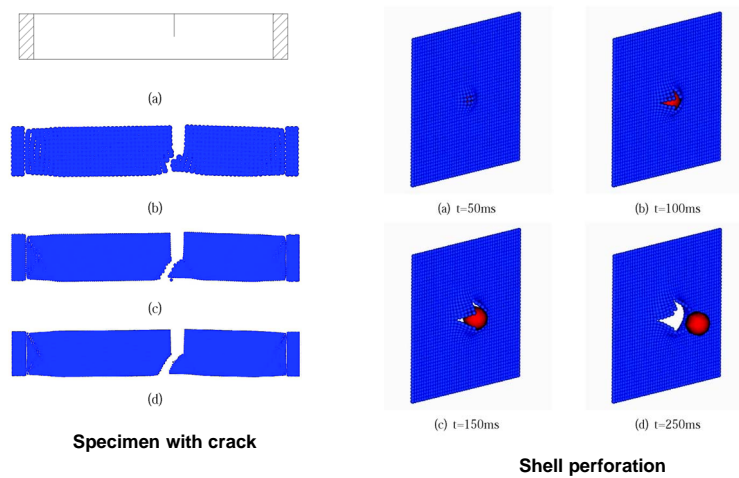 (a)
(b)
(c)
(d)
Specimen with crack
(a) t=50ms
(b) t=100ms
(c) t=150ms
(d) t=250ms
Shell perforation